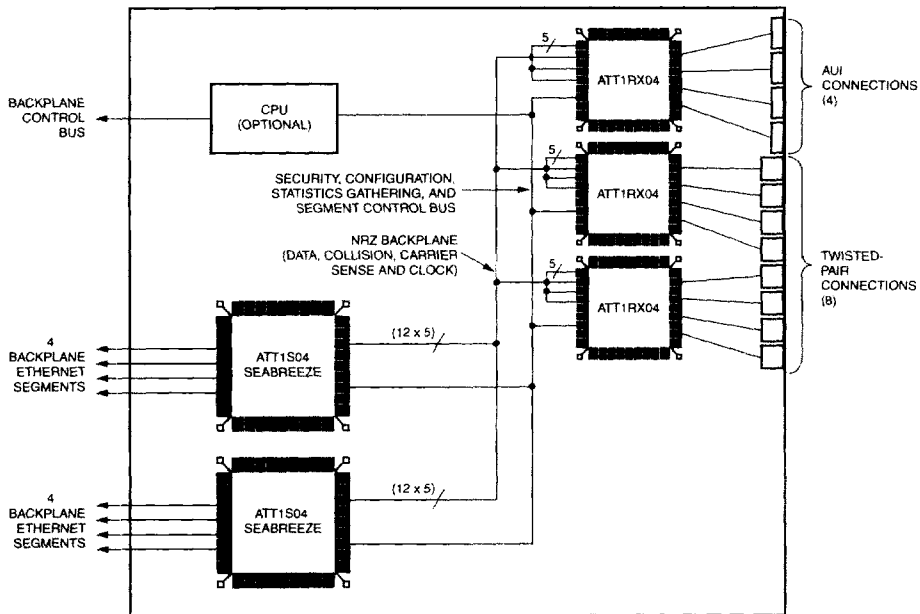 BACKPLANE
CONTROL
BUS
CPU
(OPTIONAL)
5
ATT1RX04
AUI
CONNECTIONS
(4)
SECURITY, CONFIGURATION,
STATISTICS GATHERING, AND
SEGMENT CONTROL BUS
5
ATT1RX04
NRZ BACKPLANE
(DATA, COLLISION, CARRIER
SENSE AND CLOCK)
5
ATT1RX04
TWISTED-
PAIR
CONNECTIONS
(8)
4
BACKPLANE
ETHERNET
SEGMENTS
ATT1S04
SEABREEZE
(12 x 5)
4
BACKPLANE
ETHERNET
SEGMENTS
ATT1S04
SEABREEZE
(12 x 5)